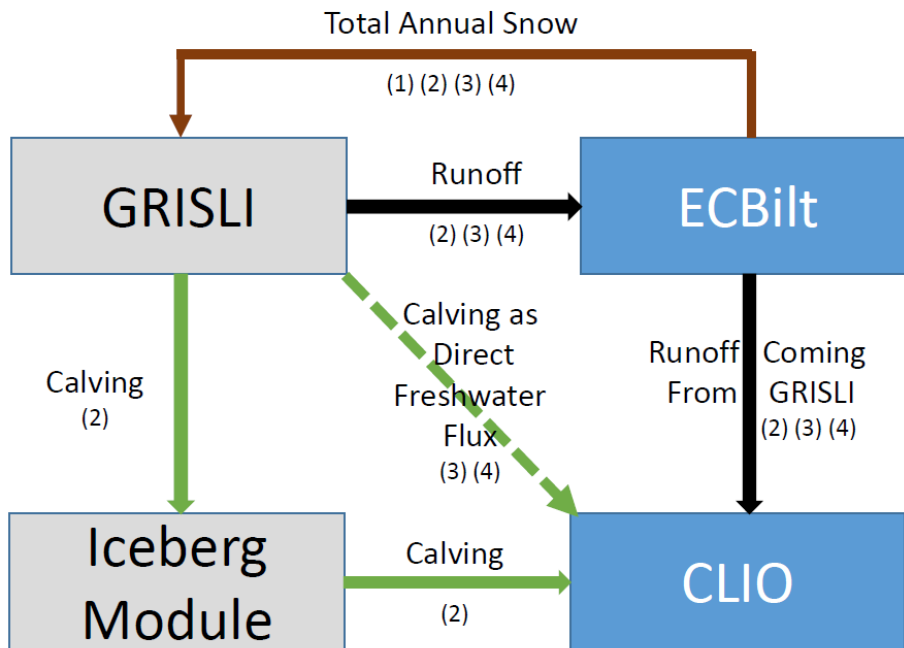 Total Annual Snow
(1) (2) (3) (4)
GRISLI
Runoff
(2) (3) (4)
ECBilt
Calving
(2)
Calving as
Direct
Freshwater
Flux
(3) (4)
Runoff Coming
From GRISLI
(2) (3) (4)
Iceberg
Module
Calving
(2)
CLIO